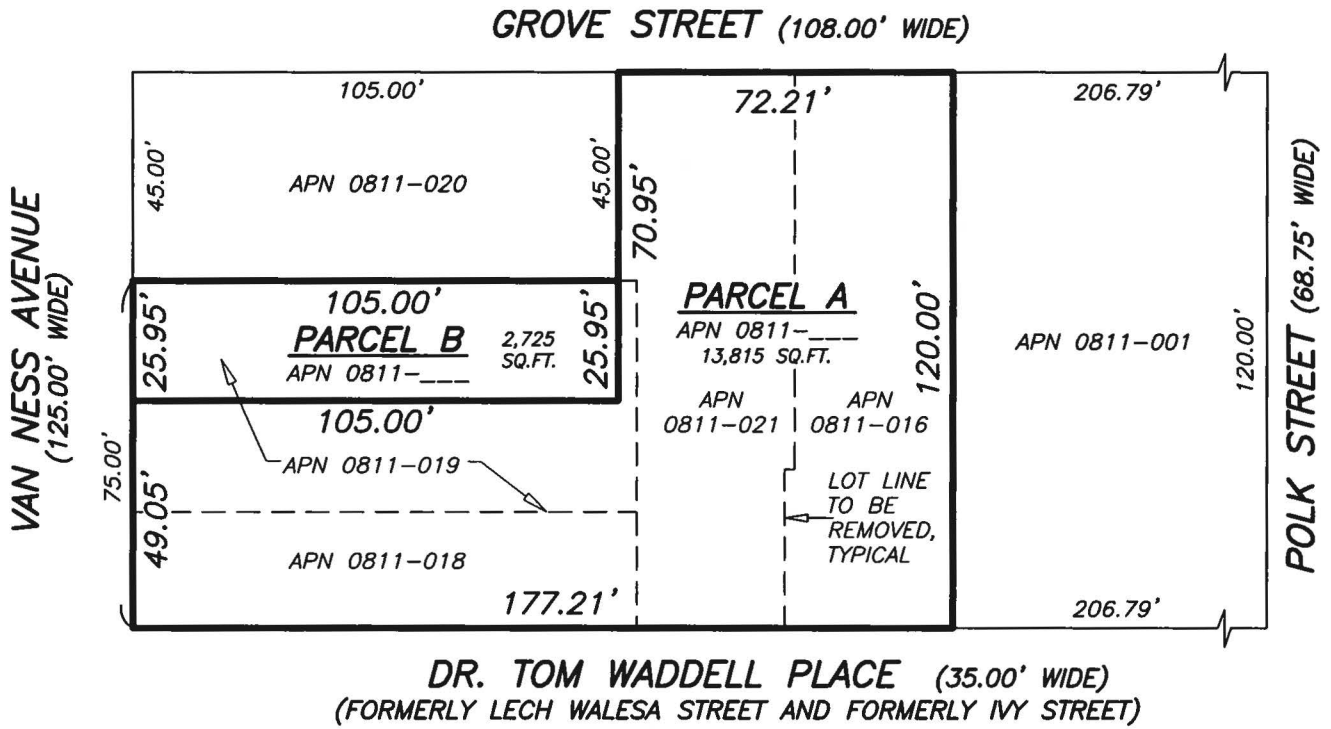 GROVE STREET (108.00' WIDE)
105.00'
72.21'
206.79'
45.00'
APN 0811-020
45.00'
70.95'
VAN NESS AVENUE
(125.00' WIDE)
POLK STREET (68.75' WIDE)
25.95'
105.00'
PARCEL B
APN 0811-___
2,725
SQ.FT.
25.95'
PARCEL A
APN 0811-___
13,815 SQ.FT.
120.00'
APN 0811-001
120.00'
APN
0811-021
APN
0811-016
105.00'
APN 0811-019
75.00'
49.05'
LOT LINE
TO BE
REMOVED,
TYPICAL
APN 0811-018
177.21'
206.79'
DR. TOM WADDELL PLACE (35.00' WIDE)
(FORMERLY LECH WALESA STREET AND FORMERLY IVY STREET)